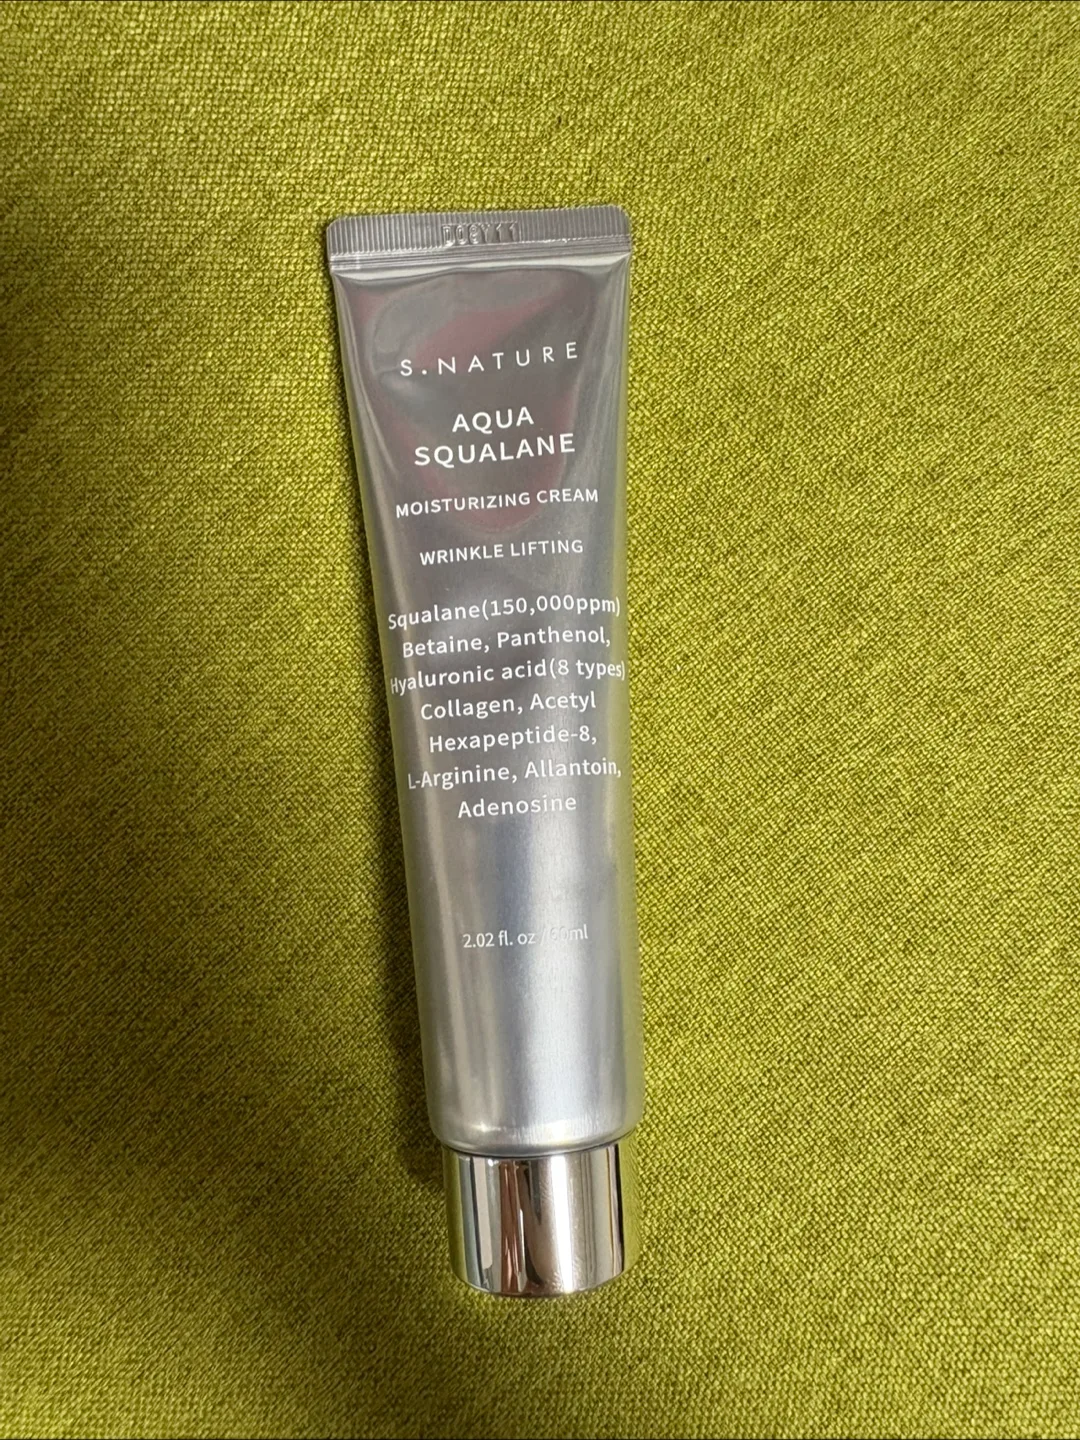 S.NATURE
AQUA
SQUALANE
MOISTURIZING CREAM
WRINKLE LIFTING
Squalane(150,000ppm)
Betaine, Panthenol,
Hyaluronic acid(8 types)
Collagen, Acetyl
Hexapeptide-8,
L-Arginine, Allantoin,
Adenosine
2.02 fl. oz / 60ml